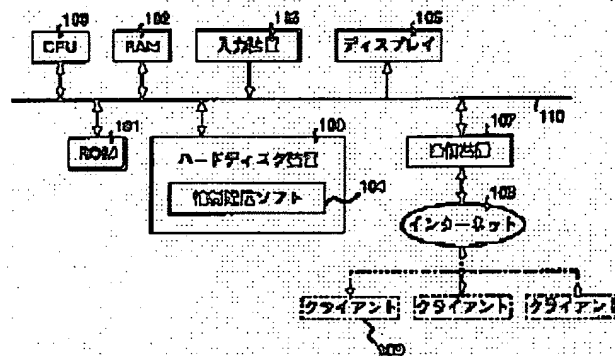 102
CPU
RAM
入力装置
ディスプレイ
101
107
110
ROM
ハードディスク装置
通信装置
108
ソフト
インターネット
クライアント
クライアント
クライアント
109